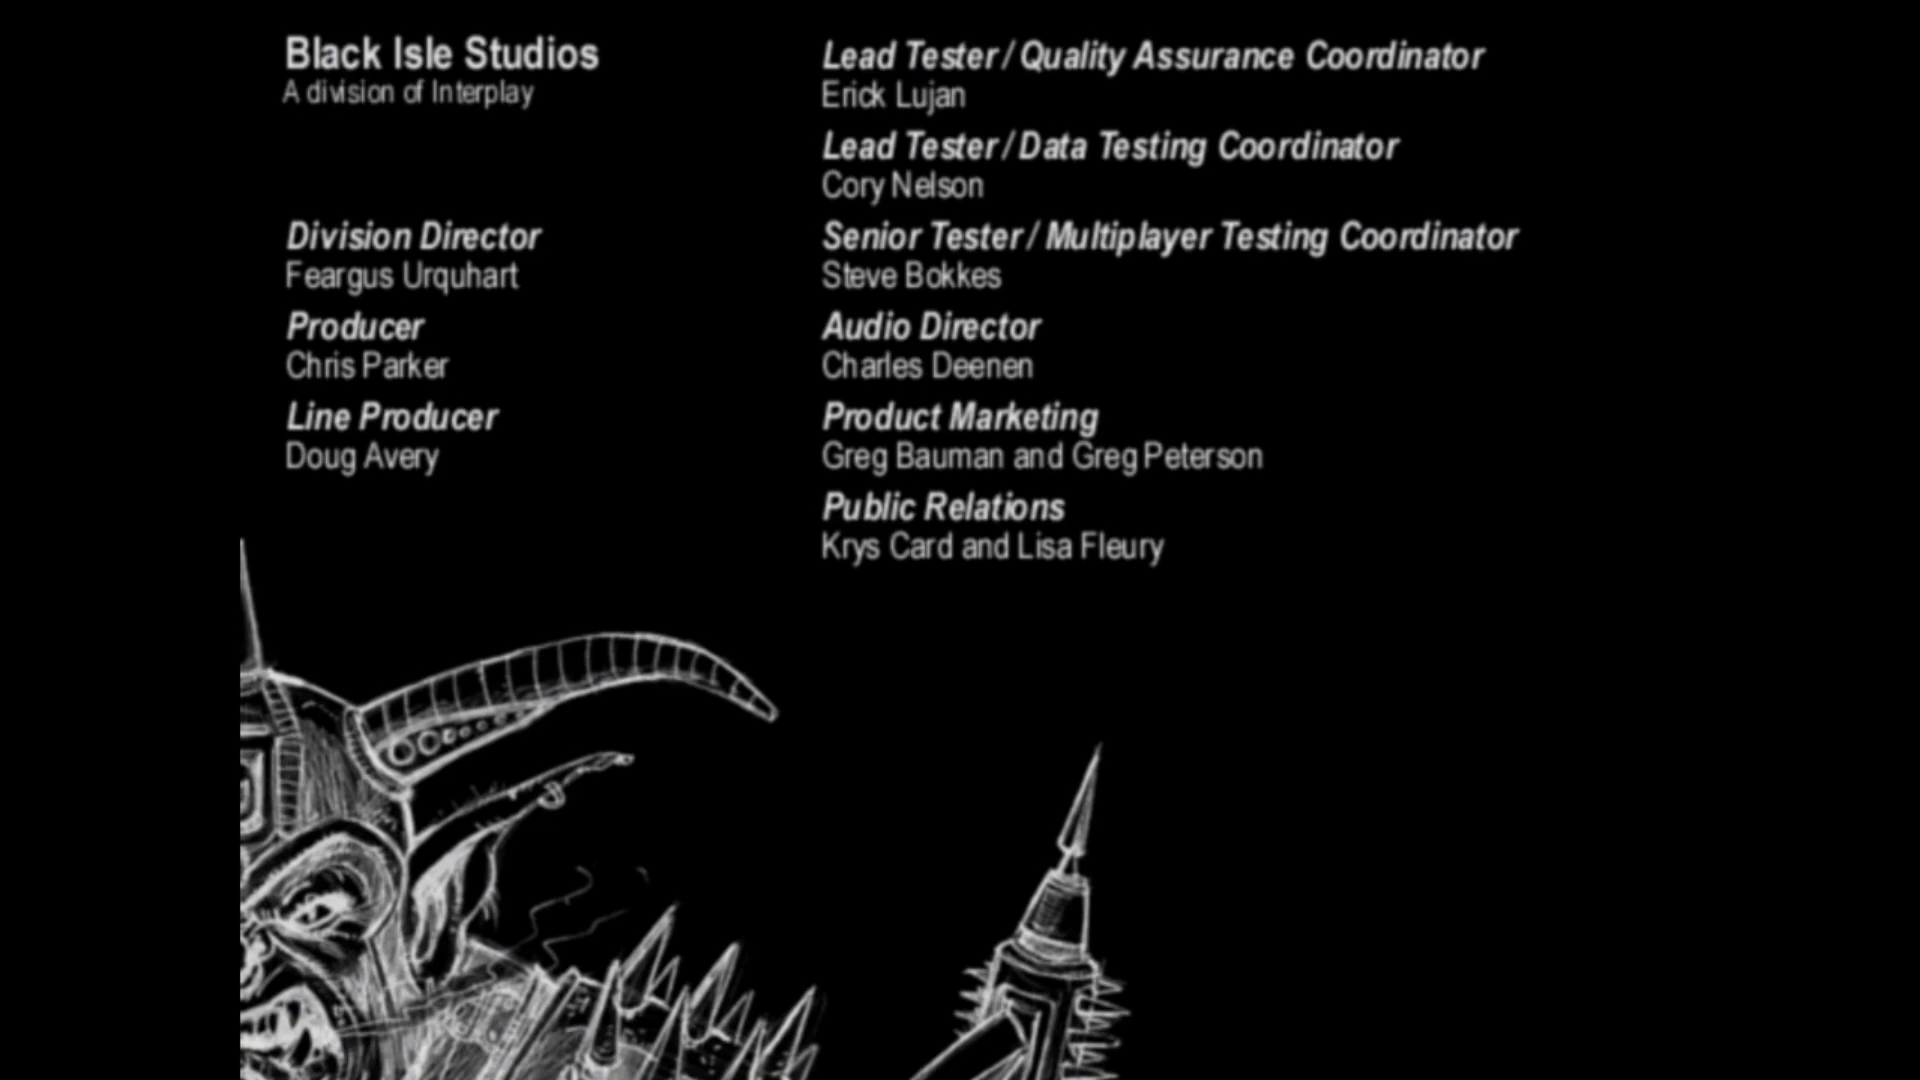 Black Isle Studios
A division of Interplay
Division Director
Feargus Urquhart
Producer
Chris Parker
Line Producer
Doug Avery
Lead Tester / Quality Assurance Coordinator
Erick Lujan
Lead Tester / Data Testing Coordinator
Cory Nelson
Senior Tester / Multiplayer Testing Coordinator
Steve Bokkes
Audio Director
Charles Deenen
Product Marketing
Greg Bauman and Greg Peterson
Public Relations
Krys Card and Lisa Fleury